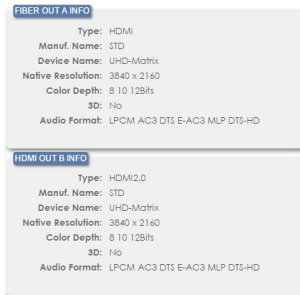 FIBER OUT A INFO
Type: HDMI
Manuf. Name: STD
Device Name: UHD-Matrix
Native Resolution: 3840 x 2160
Color Depth: 8 10 12Bits
3D: No
Audio Format: LPCM AC3 DTS E-AC3 MLP DTS-HD
HDMI OUT B INFO
Type: HDMI2.0
Manuf. Name: STD
Device Name: UHD-Matrix
Native Resolution: 3840 x 2160
Color Depth: 8 10 12Bits
3D: No
Audio Format: LPCM AC3 DTS E-AC3 MLP DTS-HD